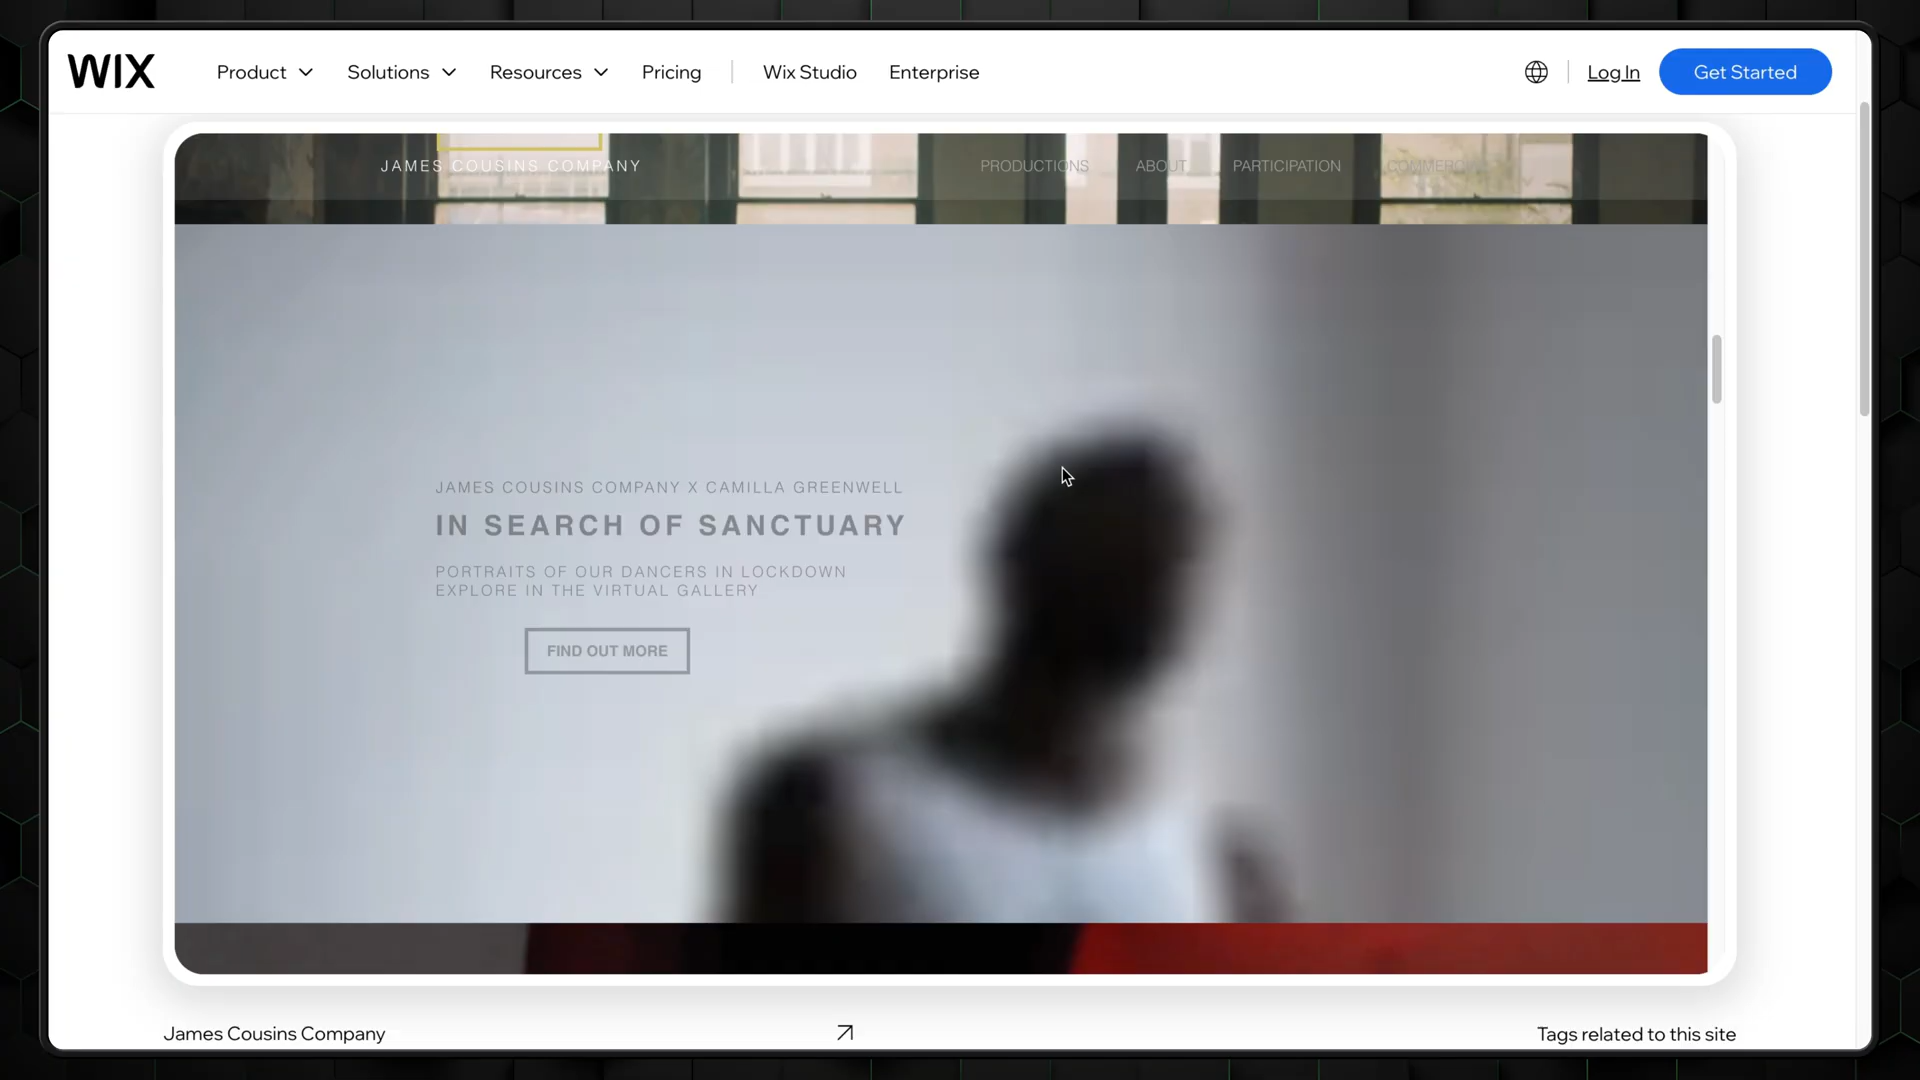 WIX
Product
Solutions
Resources
Pricing
Wix Studio
Enterprise
Log In
Get Started
JAMES COUSINS COMPANY
PRODUCTIONS
ABOUT
PARTICIPATION
COMMERCIAL
JAMES COUSINS COMPANY X CAMILLA GREENWELL
IN SEARCH OF SANCTUARY
PORTRAITS OF OUR DANCERS IN LOCKDOWN
EXPLORE IN THE VIRTUAL GALLERY
FIND OUT MORE
James Cousins Company
Tags related to this site